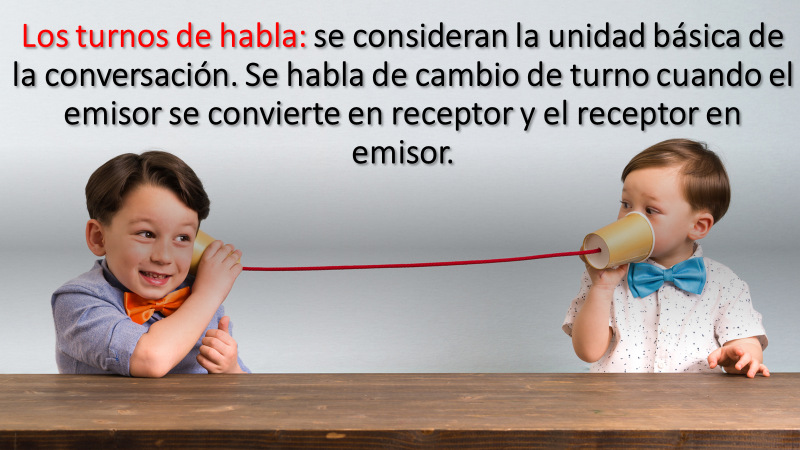 Los turnos de habla: se consideran la unidad básica de
la conversación. Se habla de cambio de turno cuando el
emisor se convierte en receptor y el receptor en
emisor.